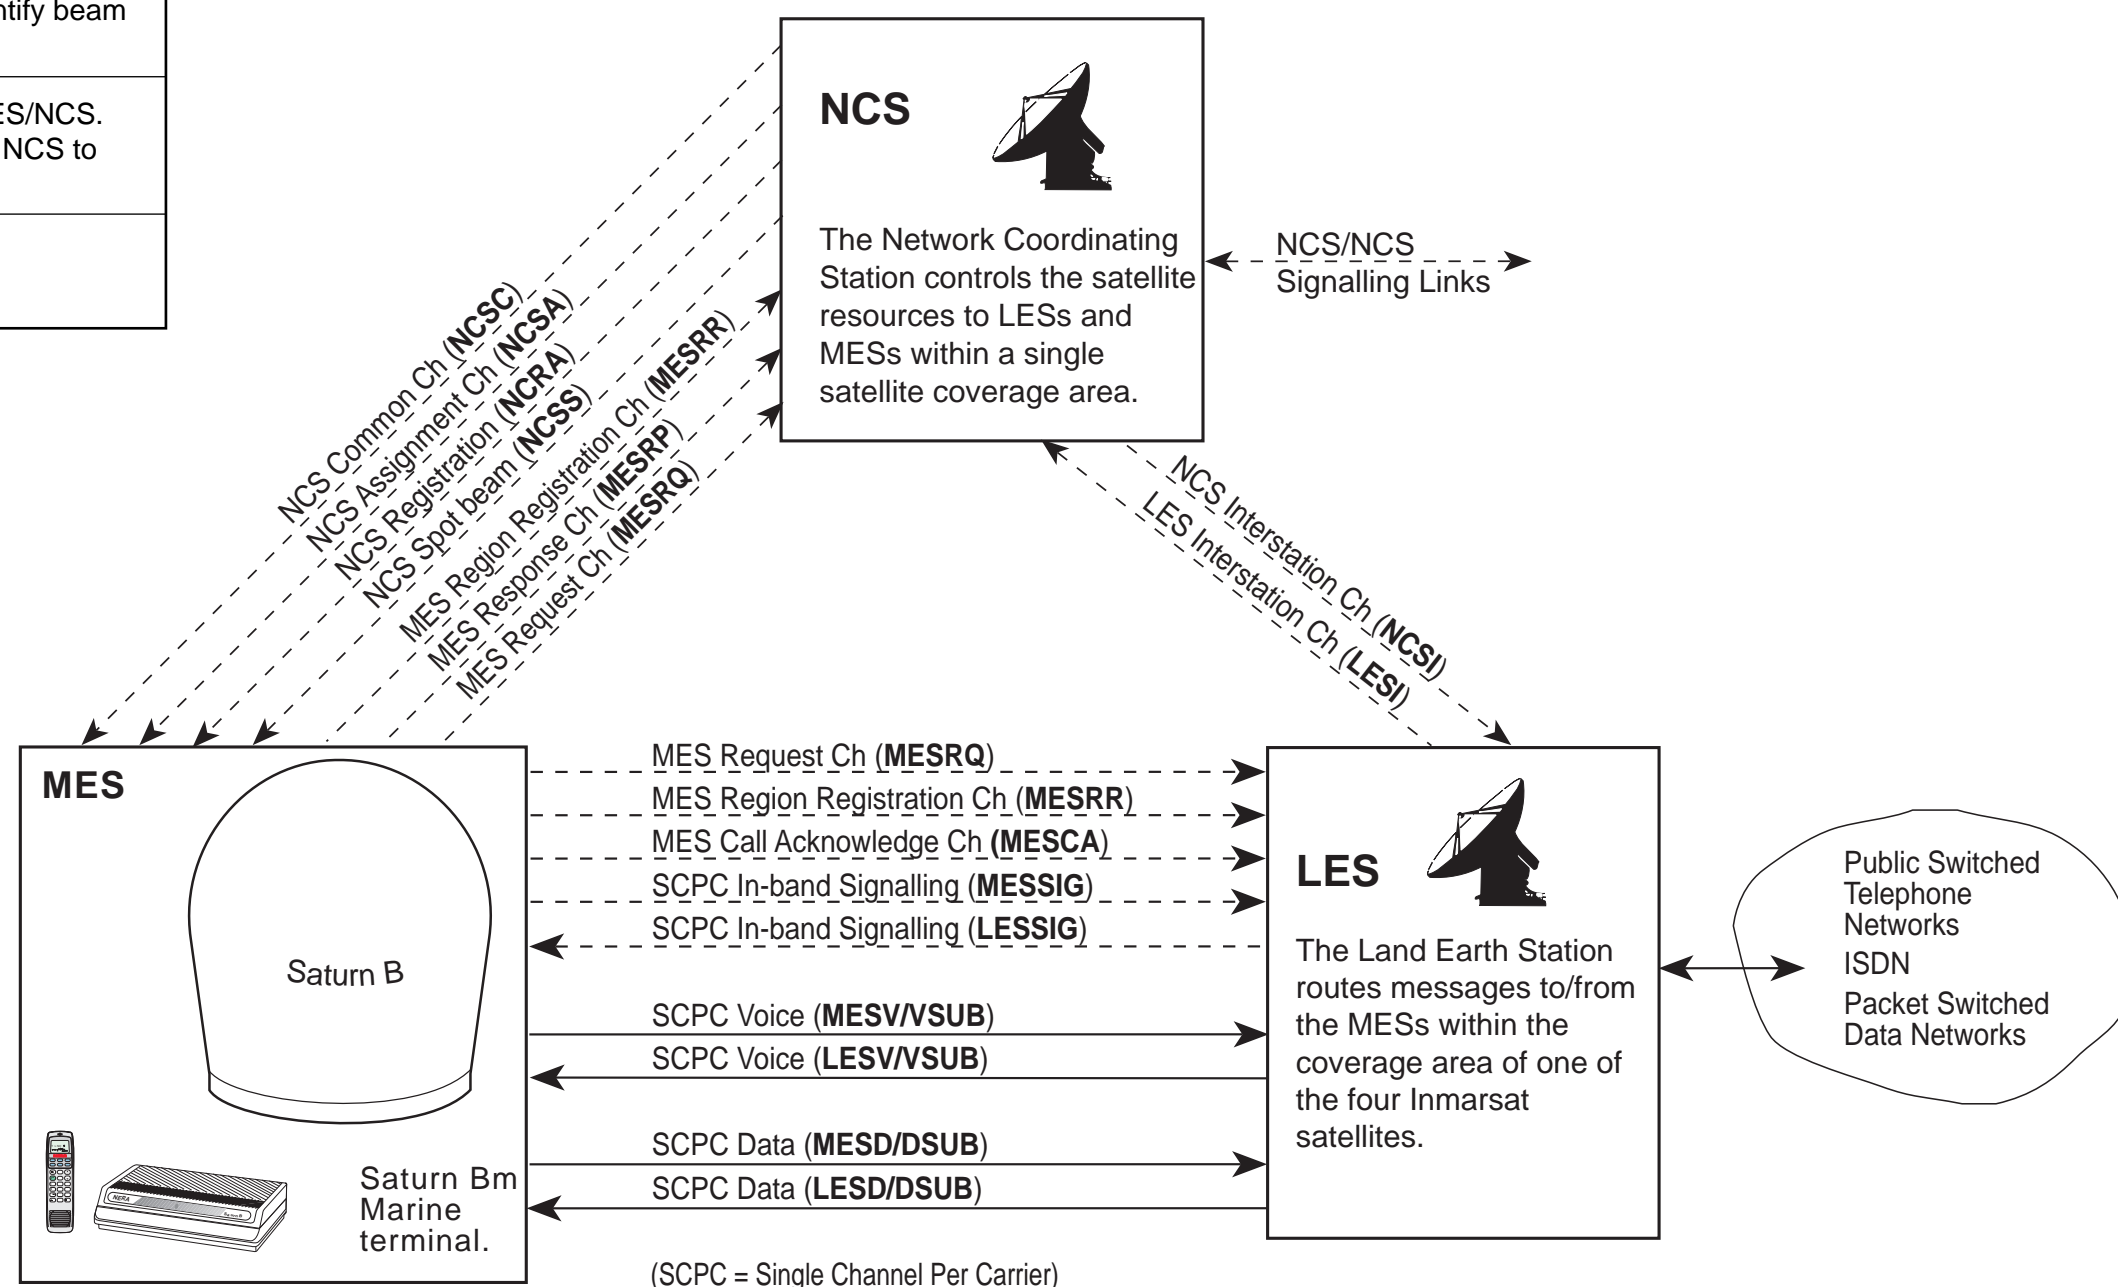 ntify beam
ES/NCS.
NCS to
NCS
The Network Coordinating
Station controls the satellite
resources to LESs and
MESs within a single
satellite coverage area.
NCS/NCS
Signalling Links
NCS Common Ch (NCSC)
NCS Assignment Ch (NCSA)
NCS Registration (NCRA)
NCS Spot beam (NCSS)
MES Region Registration Ch (MESRR)
MES Response Ch (MESRP)
MES Request Ch (MESRQ)
NCS Interstation Ch (NCSI)
LES Interstation Ch (LESI)
MES
Saturn B
NERA
Saturn B
Saturn Bm
Marine
terminal.
MES Request Ch (MESRQ)
MES Region Registration Ch (MESRR)
MES Call Acknowledge Ch (MESCA)
SCPC In-band Signalling (MESSIG)
SCPC In-band Signalling (LESSIG)
SCPC Voice (MESV/VSUB)
SCPC Voice (LESV/VSUB)
SCPC Data (MESD/DSUB)
SCPC Data (LESD/DSUB)
(SCPC = Single Channel Per Carrier)
LES
The Land Earth Station
routes messages to/from
the MESs within the
coverage area of one of
the four Inmarsat
satellites.
Public Switched
Telephone
Networks
ISDN
Packet Switched
Data Networks